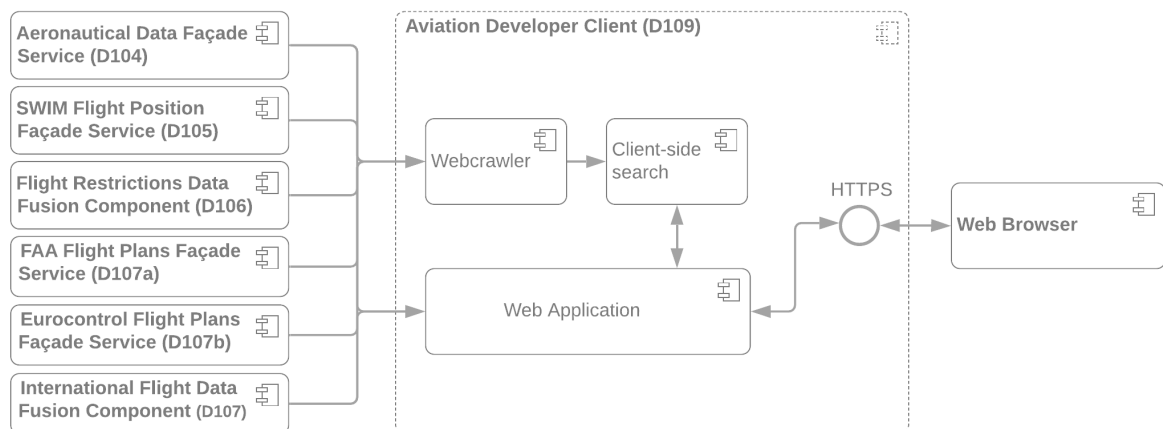 Aeronautical Data Façade
Service (D104)
SWIM Flight Position
Façade Service (D105)
Flight Restrictions Data
Fusion Component (D106)
FAA Flight Plans Façade
Service (D107a)
Eurocontrol Flight Plans
Façade Service (D107b)
International Flight Data
Fusion Component (D107)
Aviation Developer Client (D109)
Webcrawler
Client-side
search
Web Application
HTTPS
Web Browser